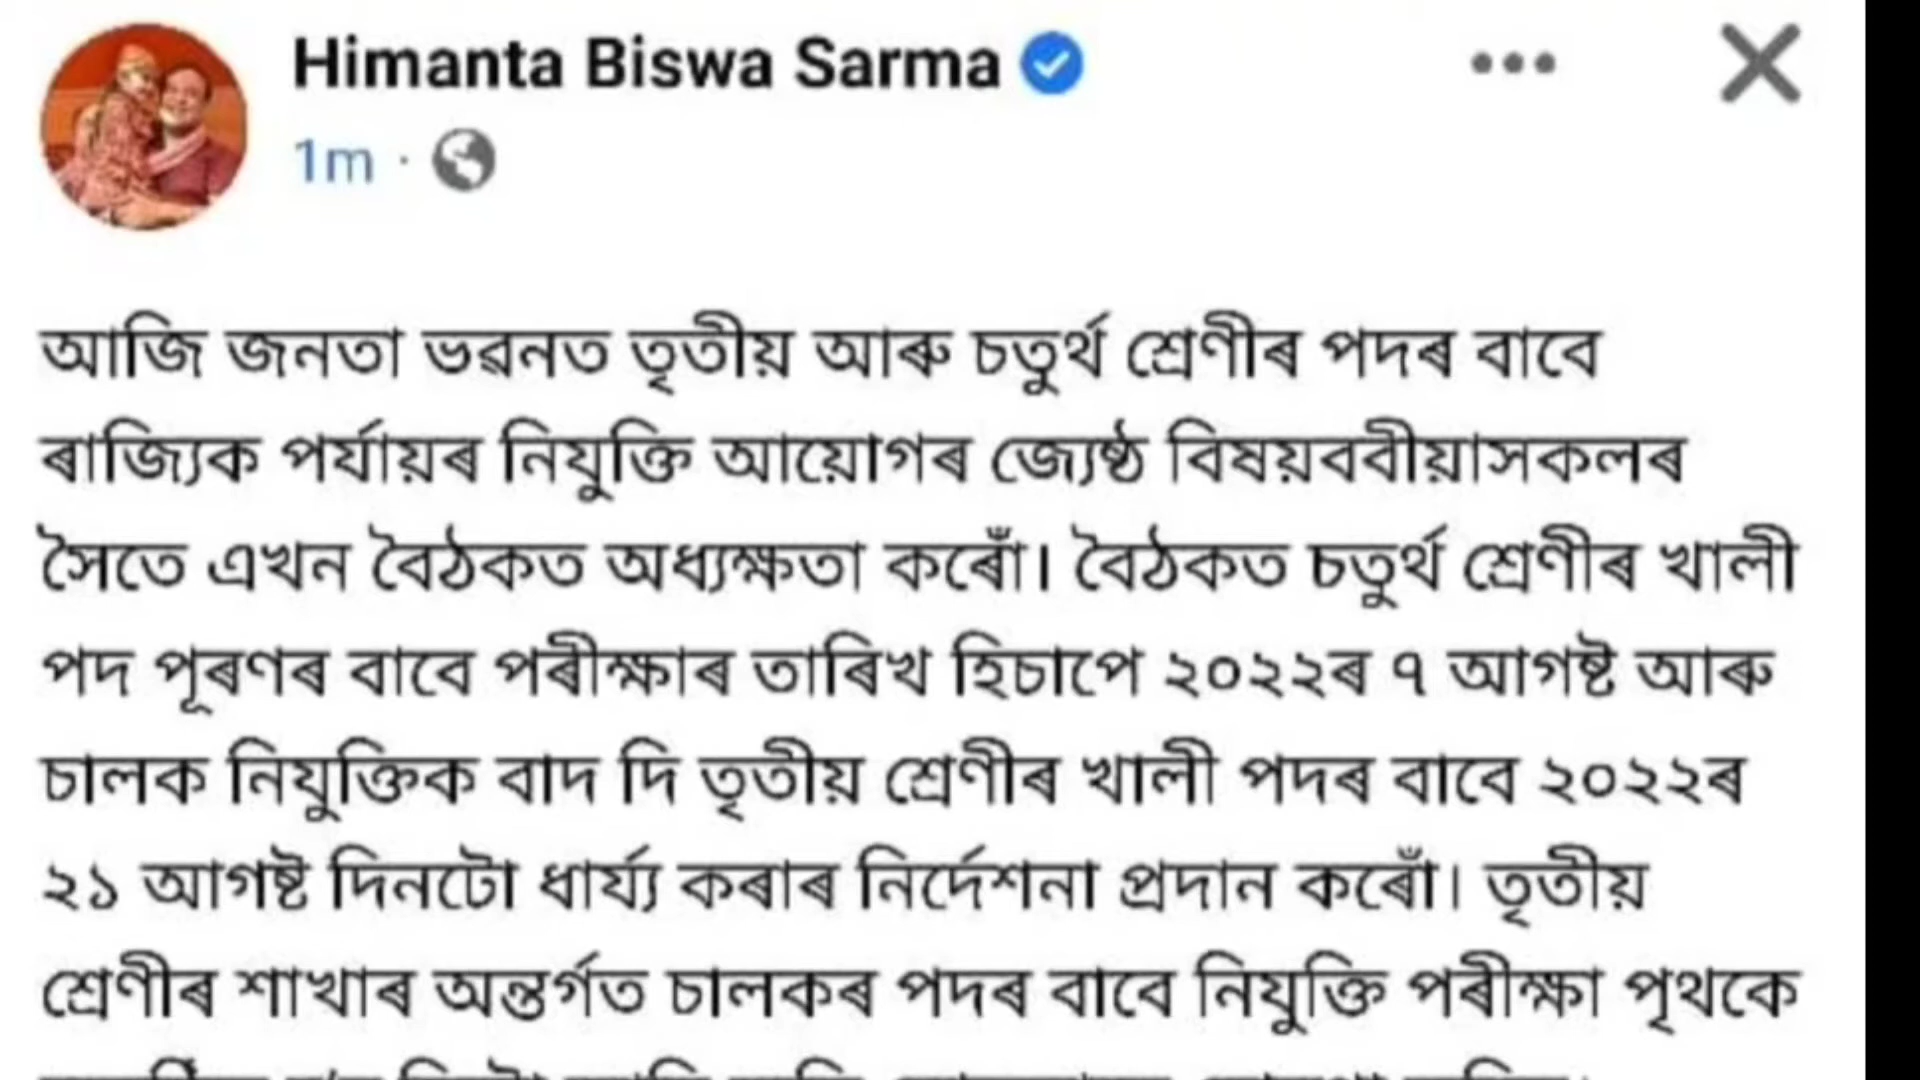 Himanta Biswa Sarma
1m ·
আজি জনতা ভৱনত তৃতীয় আৰু চতুৰ্থ শ্ৰেণীৰ পদৰ বাবে
ৰাজ্যিক পৰ্যায়ৰ নিযুক্তি আয়োগৰ জ্যেষ্ঠ বিষয়ববীয়াসকলৰ
সৈতে এখন বৈঠকত অধ্যক্ষতা কৰোঁ। বৈঠকত চতুৰ্থ শ্ৰেণীৰ খালী
পদ পূৰণৰ বাবে পৰীক্ষাৰ তাৰিখ হিচাপে ২০২২ৰ ৭ আগষ্ট আৰু
চালক নিযুক্তিক বাদ দি তৃতীয় শ্ৰেণীৰ খালী পদৰ বাবে ২০২২ৰ
২১ আগষ্ট দিনটো ধাৰ্য্য কৰাৰ নিৰ্দেশনা প্ৰদান কৰোঁ। তৃতীয়
শ্ৰেণীৰ শাখাৰ অন্তৰ্গত চালকৰ পদৰ বাবে নিযুক্তি পৰীক্ষা পৃথকে